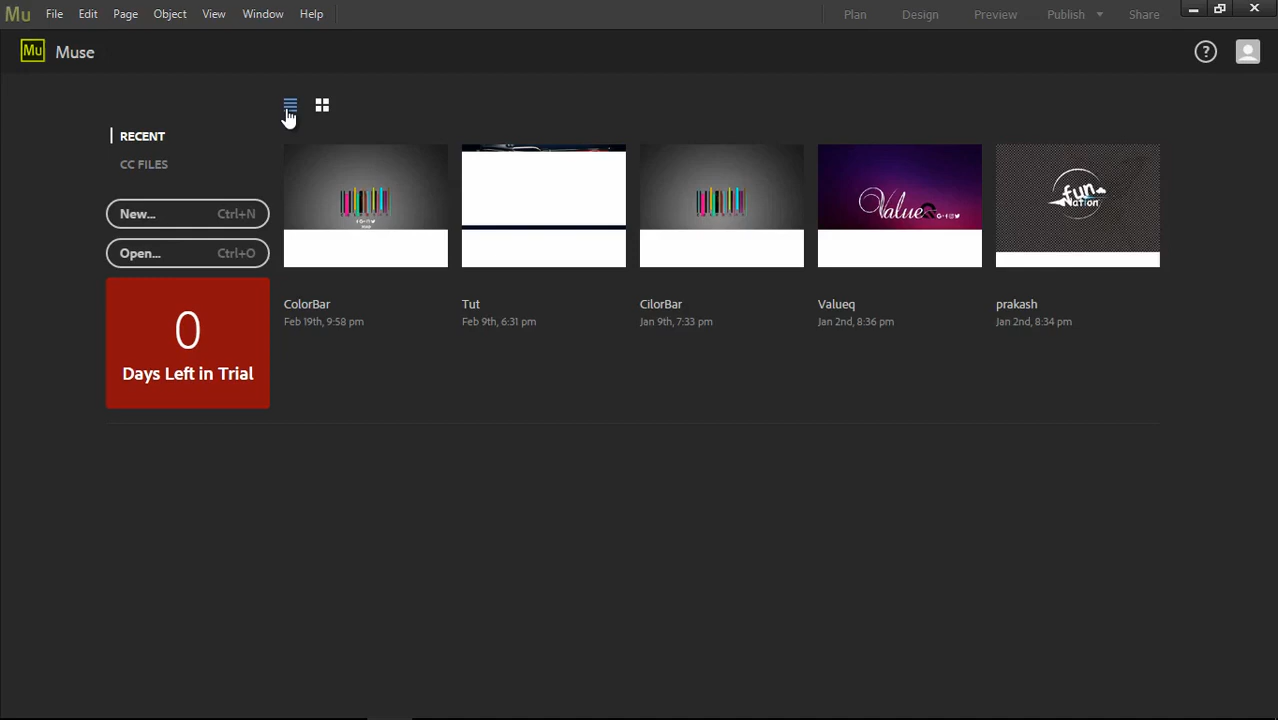 Mu File Edit Page Object View Window Help Plan Design Preview Publish Share
Mu Muse
RECENT
CC FILES
New... Ctrl+N
Open... Ctrl+O
0
Days Left in Trial
Valueq
fun
Nation
ColorBar
Feb 19th, 9:58 pm
Tut
Feb 9th, 6:31 pm
CilorBar
Jan 9th, 7:33 pm
Valueq
Jan 2nd, 8:36 pm
prakash
Jan 2nd, 8:34 pm